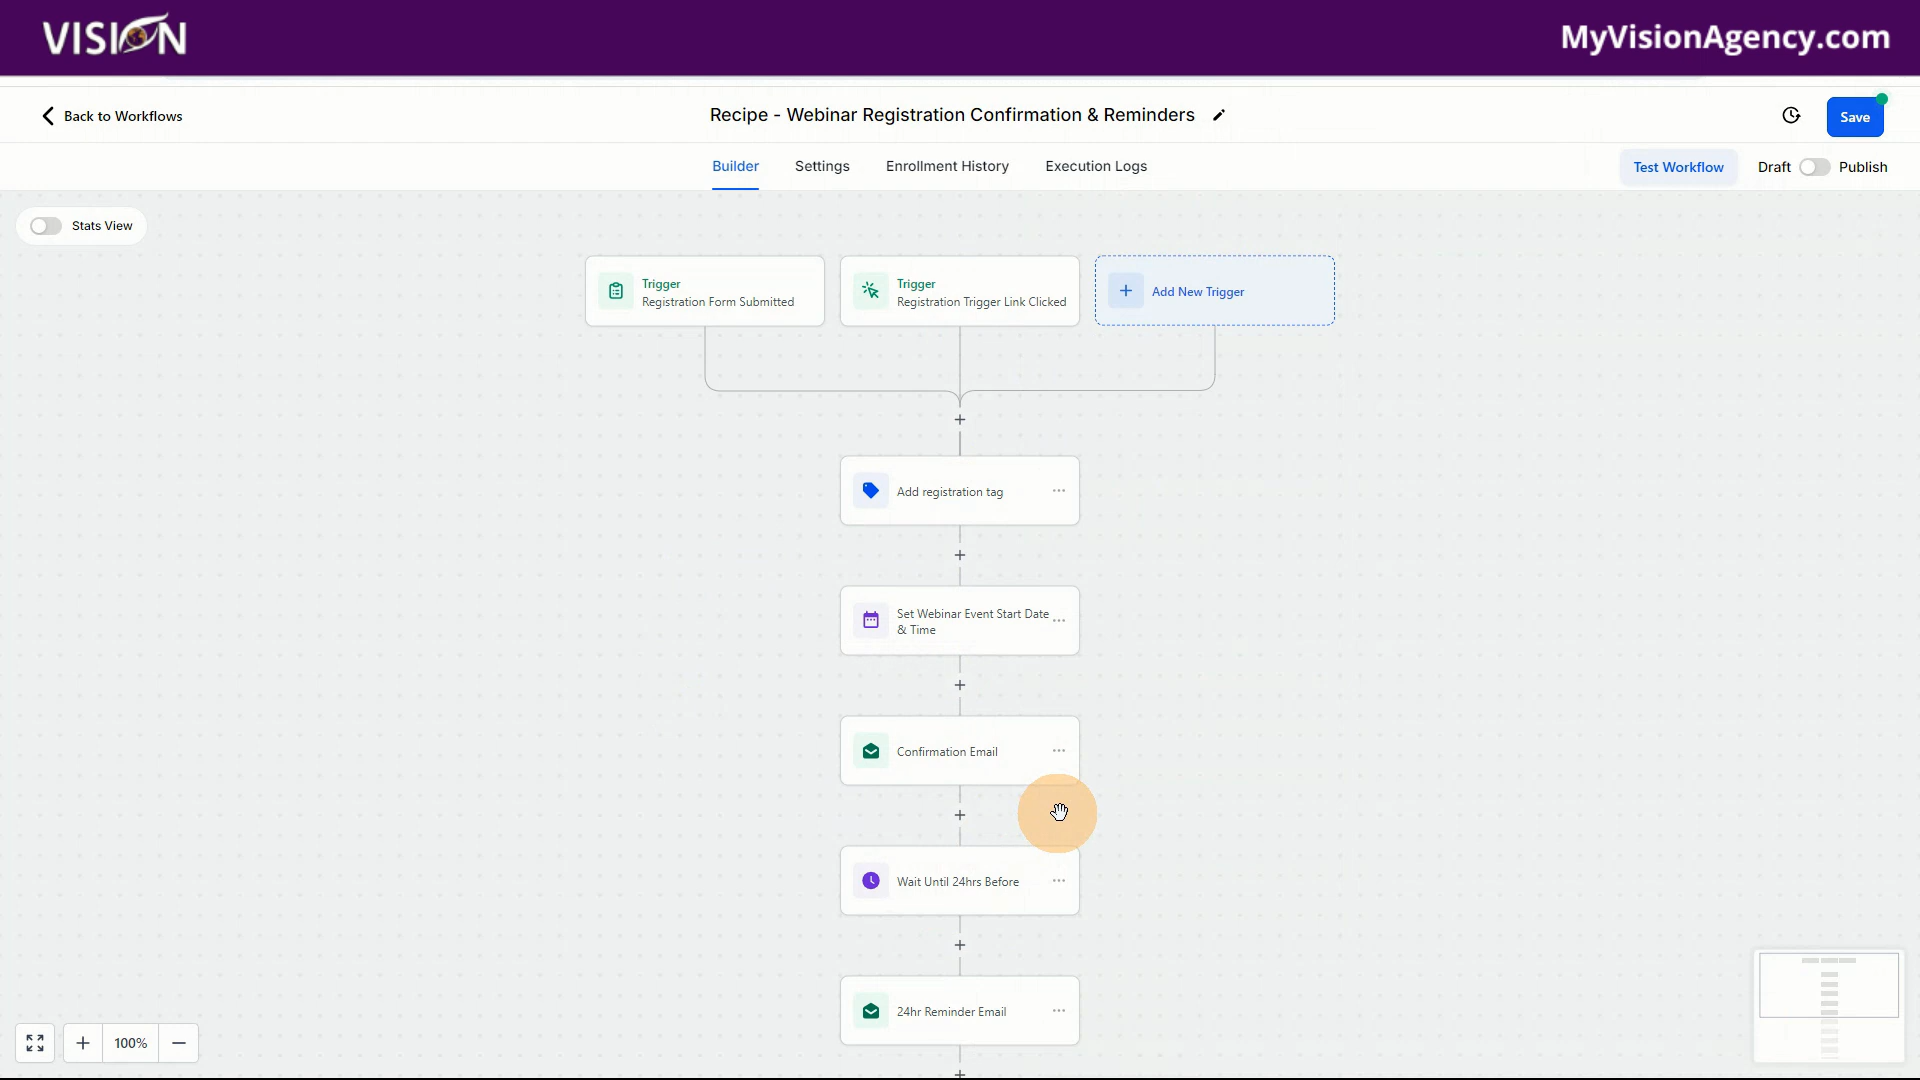 VISION
MyVisionAgency.com
Back to Workflows
Recipe - Webinar Registration Confirmation & Reminders
Save
Builder
Settings
Enrollment History
Execution Logs
Test Workflow
Draft
Publish
Stats View
Trigger
Registration Form Submitted
Trigger
Registration Trigger Link Clicked
+
Add New Trigger
+
Add registration tag
...
+
Set Webinar Event Start Date
& Time
...
+
Confirmation Email
...
+
Wait Until 24hrs Before
...
+
24hr Reminder Email
...
+
+
100%
−